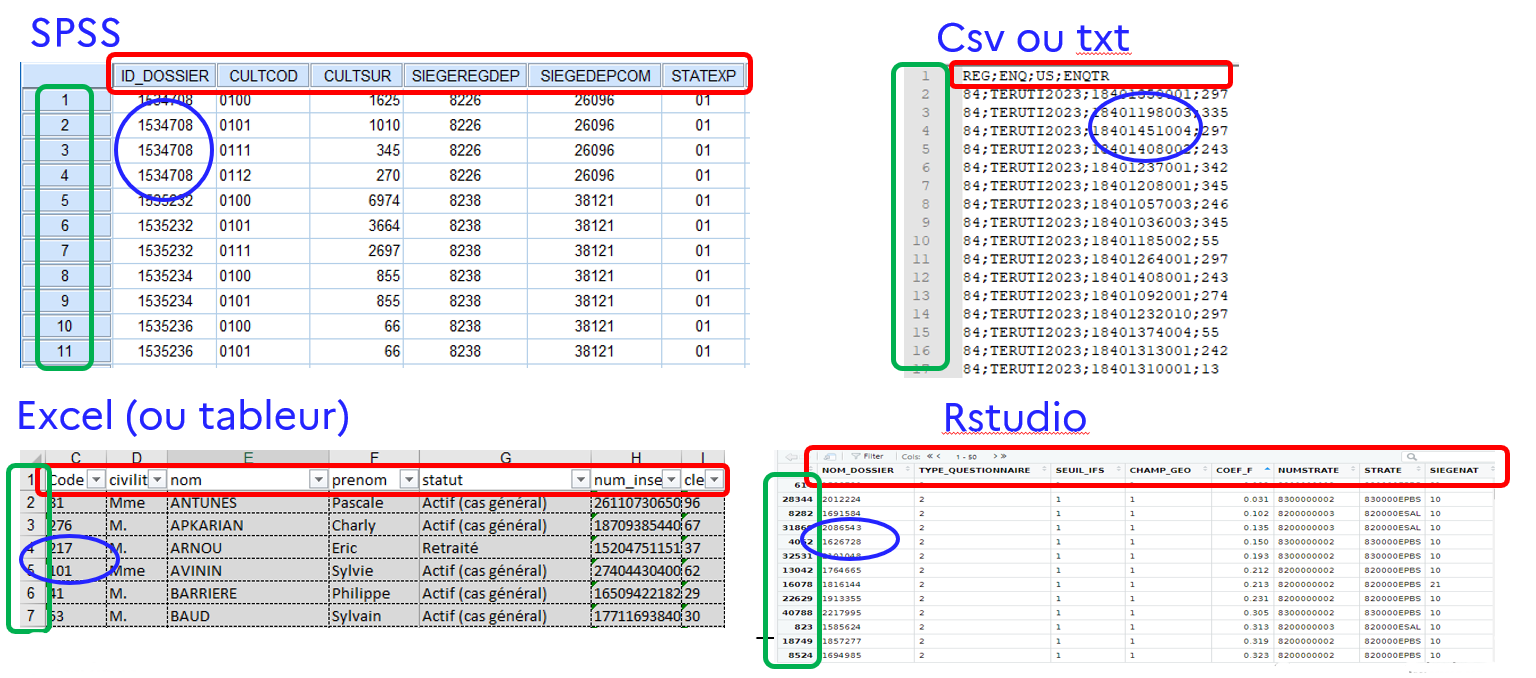 SPSS
ID_DOSSIER CULTCOD CULTSUR SIEGEREGDEP SIEGEDEPCOM STATEXP
1 1534708 0100 1625 8226 26096 01
2 1534708 0101 1010 8226 26096 01
3 1534708 0111 345 8226 26096 01
4 1534708 0112 270 8226 26096 01
5 1535232 0100 6974 8238 38121 01
6 1535232 0101 3664 8238 38121 01
7 1535232 0111 2697 8238 38121 01
8 1535234 0100 855 8238 38121 01
9 1535234 0101 855 8238 38121 01
10 1535236 0100 66 8238 38121 01
11 1535236 0101 66 8238 38121 01
Csv ou txt
1 REG;ENQ;US;ENQTR
2 84;TERUTI2023;18401350001;297
3 84;TERUTI2023;18401198003;335
4 84;TERUTI2023;18401451004;297
5 84;TERUTI2023;18401408002;243
6 84;TERUTI2023;18401237001;342
7 84;TERUTI2023;18401208001;345
8 84;TERUTI2023;18401057003;246
9 84;TERUTI2023;18401036003;345
10 84;TERUTI2023;18401185002;55
11 84;TERUTI2023;18401264001;297
12 84;TERUTI2023;18401408001;243
13 84;TERUTI2023;18401092001;274
14 84;TERUTI2023;18401232010;297
15 84;TERUTI2023;18401374004;55
16 84;TERUTI2023;18401313001;242
17 84;TERUTI2023;18401310001;13
Excel (ou tableur)
C D E F G H I
1 Code civilit nom prenom statut num_inse cle
2 31 Mme ANTUNES Pascale Actif (cas général) 26110730650 96
3 276 M. APKARIAN Charly Actif (cas général) 18709385440 67
4 217 M. ARNOU Eric Retraité 15204751151 37
5 101 Mme AVININ Sylvie Actif (cas général) 27404430400 62
6 41 M. BARRIERE Philippe Actif (cas général) 16509422182 29
7 53 M. BAUD Sylvain Actif (cas général) 17711693840 30
Rstudio
Filter Cols: « < 1 - 50 > »
NOM_DOSSIER TYPE_QUESTIONNAIRE SEUIL_IFS CHAMP_GEO COEF_F NUMSTRATE STRATE SIEGENAT
28344 2012224 2 1 1 0.031 8300000002 830000EPBS 10
8282 1691584 2 1 1 0.102 8200000003 820000ESAL 10
3186 2086543 2 1 1 0.135 8200000003 820000ESAL 10
4052 1626728 2 1 1 0.150 8300000002 820000EPBS 10
32531 2 1 1 0.193 8300000002 820000EPBS 10
13042 1764665 2 1 1 0.212 8200000002 820000EPBS 10
16078 1816144 2 1 1 0.213 8200000002 820000EPBS 21
22629 1913355 2 1 1 0.231 8200000002 820000EPBS 10
40788 2217995 2 1 1 0.305 8300000002 830000EPBS 10
823 1585624 2 1 1 0.313 8200000003 820000ESAL 10
18749 1857277 2 1 1 0.319 8200000002 820000EPBS 10
8524 1694985 2 1 1 0.323 8200000002 820000EPBS 10